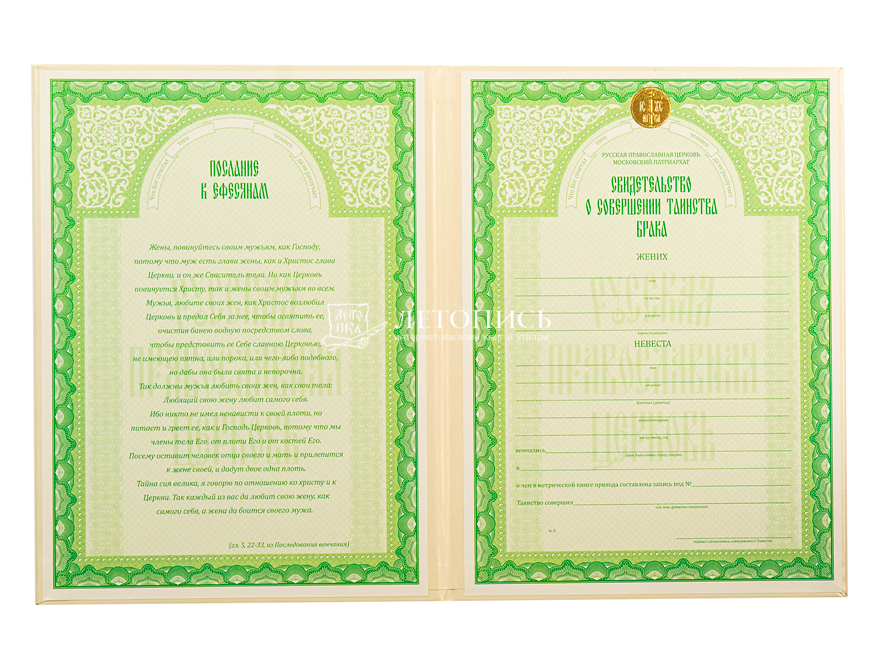 ПОСЛАНИЕ
К ЕФЕСЯНАМ
Жены, повинуйтесь своим мужьям, как Господу,
потому что муж есть глава жены, как и Христос глава
Церкви, и он же Спаситель тела. Но как Церковь
повинуется Христу, так и жены своим мужьям во всем.
Мужья, любите своих жен, как Христос возлюбил
Церковь и предал Себя за нее, чтобы освятить ее,
очистив банею водную посредством слова,
чтобы представить ее Себе славною Церковью,
не имеющею пятна, или порока, или чего-либо подобного,
но дабы она была свята и непорочна.
Так должны мужья любить своих жен, как свои тела:
Любящий свою жену любит самого себя.
Ибо никто не имел ненависти к своей плоти, но
питает и греет ее, как и Господь Церковь, потому что мы
члены тела Его, от плоти Его и от костей Его.
Посему оставит человек отца своего и мать и прилепится
к жене своей, и дадут двое одна плоть.
Тайна сия велика, я говорю по отношению ко христу и к
Церкви. Так каждый из вас да любит свою жену, как
самого себя, а жена да боится своего мужа.
(гл. 5, 22-33, из Последования венчания)
РУССКАЯ ПРАВОСЛАВНАЯ ЦЕРКОВЬ
МОСКОВСКИЙ ПАТРИАРХАТ
СВИДЕТЕЛЬСТВО
О СОВЕРШЕНИИ ТАИНСТВА
БРАКА
ЖЕНИХ
НЕВЕСТА
венчались
в
о чем в метрической книге прихода составлена запись под №
Таинство совершил
М. П.
ЛЕТОПИСЬ
интернет магазин книг и утвари